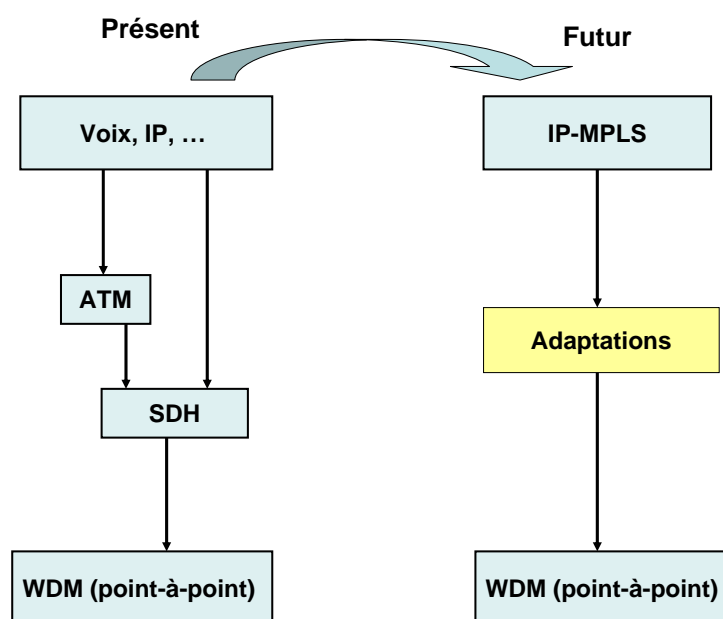 Présent
Futur
Voix, IP, …
IP-MPLS
ATM
Adaptations
SDH
WDM (point-à-point)
WDM (point-à-point)